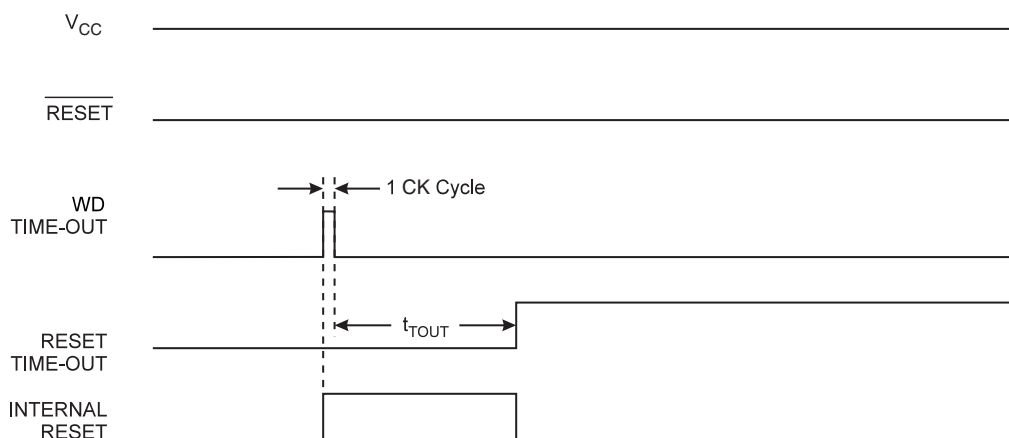 VCC
RESET
1 CK Cycle
WD
TIME-OUT
tTOUT
RESET
TIME-OUT
INTERNAL
RESET